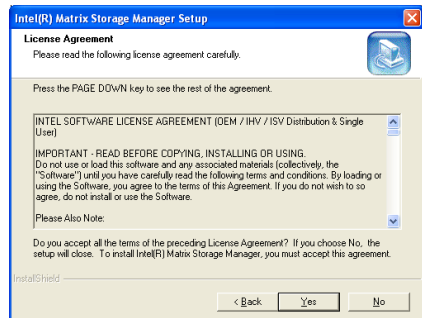 Intel(R) Matrix Storage Manager Setup
License Agreement
Please read the following license agreement carefully.
Press the PAGE DOWN key to see the rest of the agreement.
INTEL SOFTWARE LICENSE AGREEMENT (OEM / IHV / ISV Distribution & Single
User)
IMPORTANT - READ BEFORE COPYING, INSTALLING OR USING.
Do not use or load this software and any associated materials (collectively, the
"Software") until you have carefully read the following terms and conditions. By loading or
using the Software, you agree to the terms of this Agreement. If you do not wish to so
agree, do not install or use the Software.
Please Also Note:
Do you accept all the terms of the preceding License Agreement? If you choose No, the
setup will close. To install Intel(R) Matrix Storage Manager, you must accept this agreement.
InstallShield
< Back Yes No